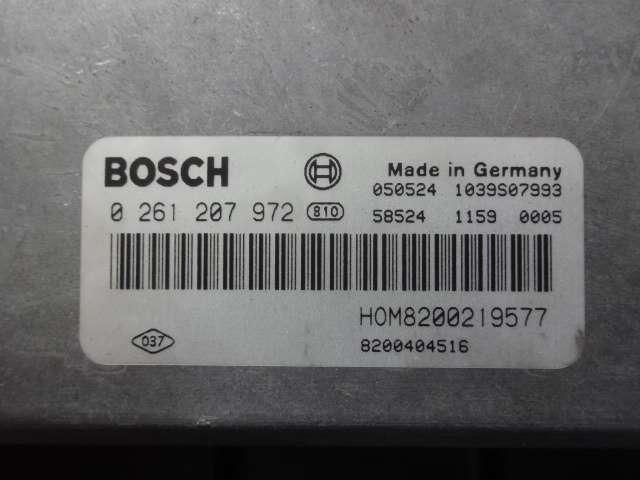 BOSCH Made in Germany
050524 1039S07993
0 261 207 972 810 58524 1159 0005
HOM8200219577
037 8200404516